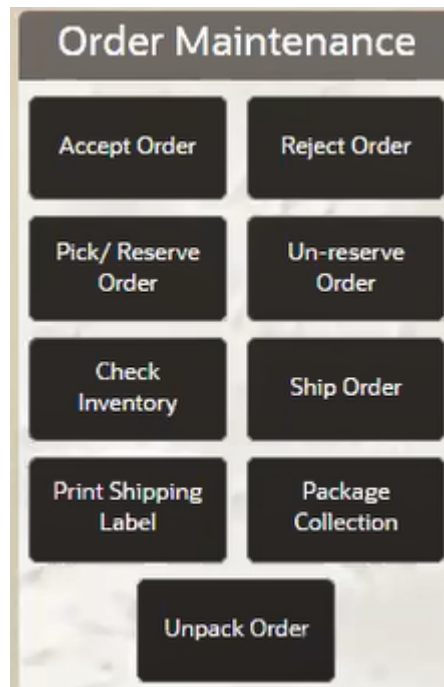 Order Maintenance
Accept Order
Reject Order
Pick/ Reserve
Order
Un-reserve
Order
Check
Inventory
Ship Order
Print Shipping
Label
Package
Collection
Unpack Order